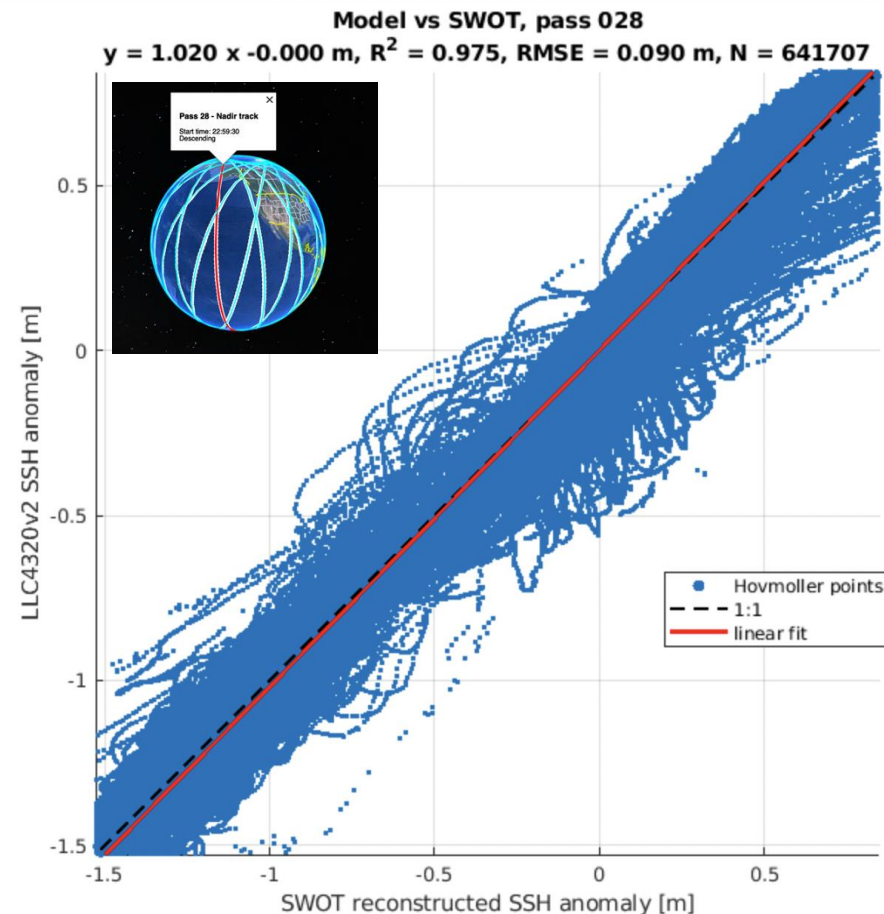 Model vs SWOT, pass 028
y = 1.020 x -0.000 m, R² = 0.975, RMSE = 0.090 m, N = 641707
Pass 28 - Nadir track
Start time: 22:59:30
Descending
LLC4320v2 SSH anomaly [m]
0.5
0
-0.5
-1
-1.5
Hovmoller points
1:1
linear fit
-1.5
-1
-0.5
0
0.5
SWOT reconstructed SSH anomaly [m]